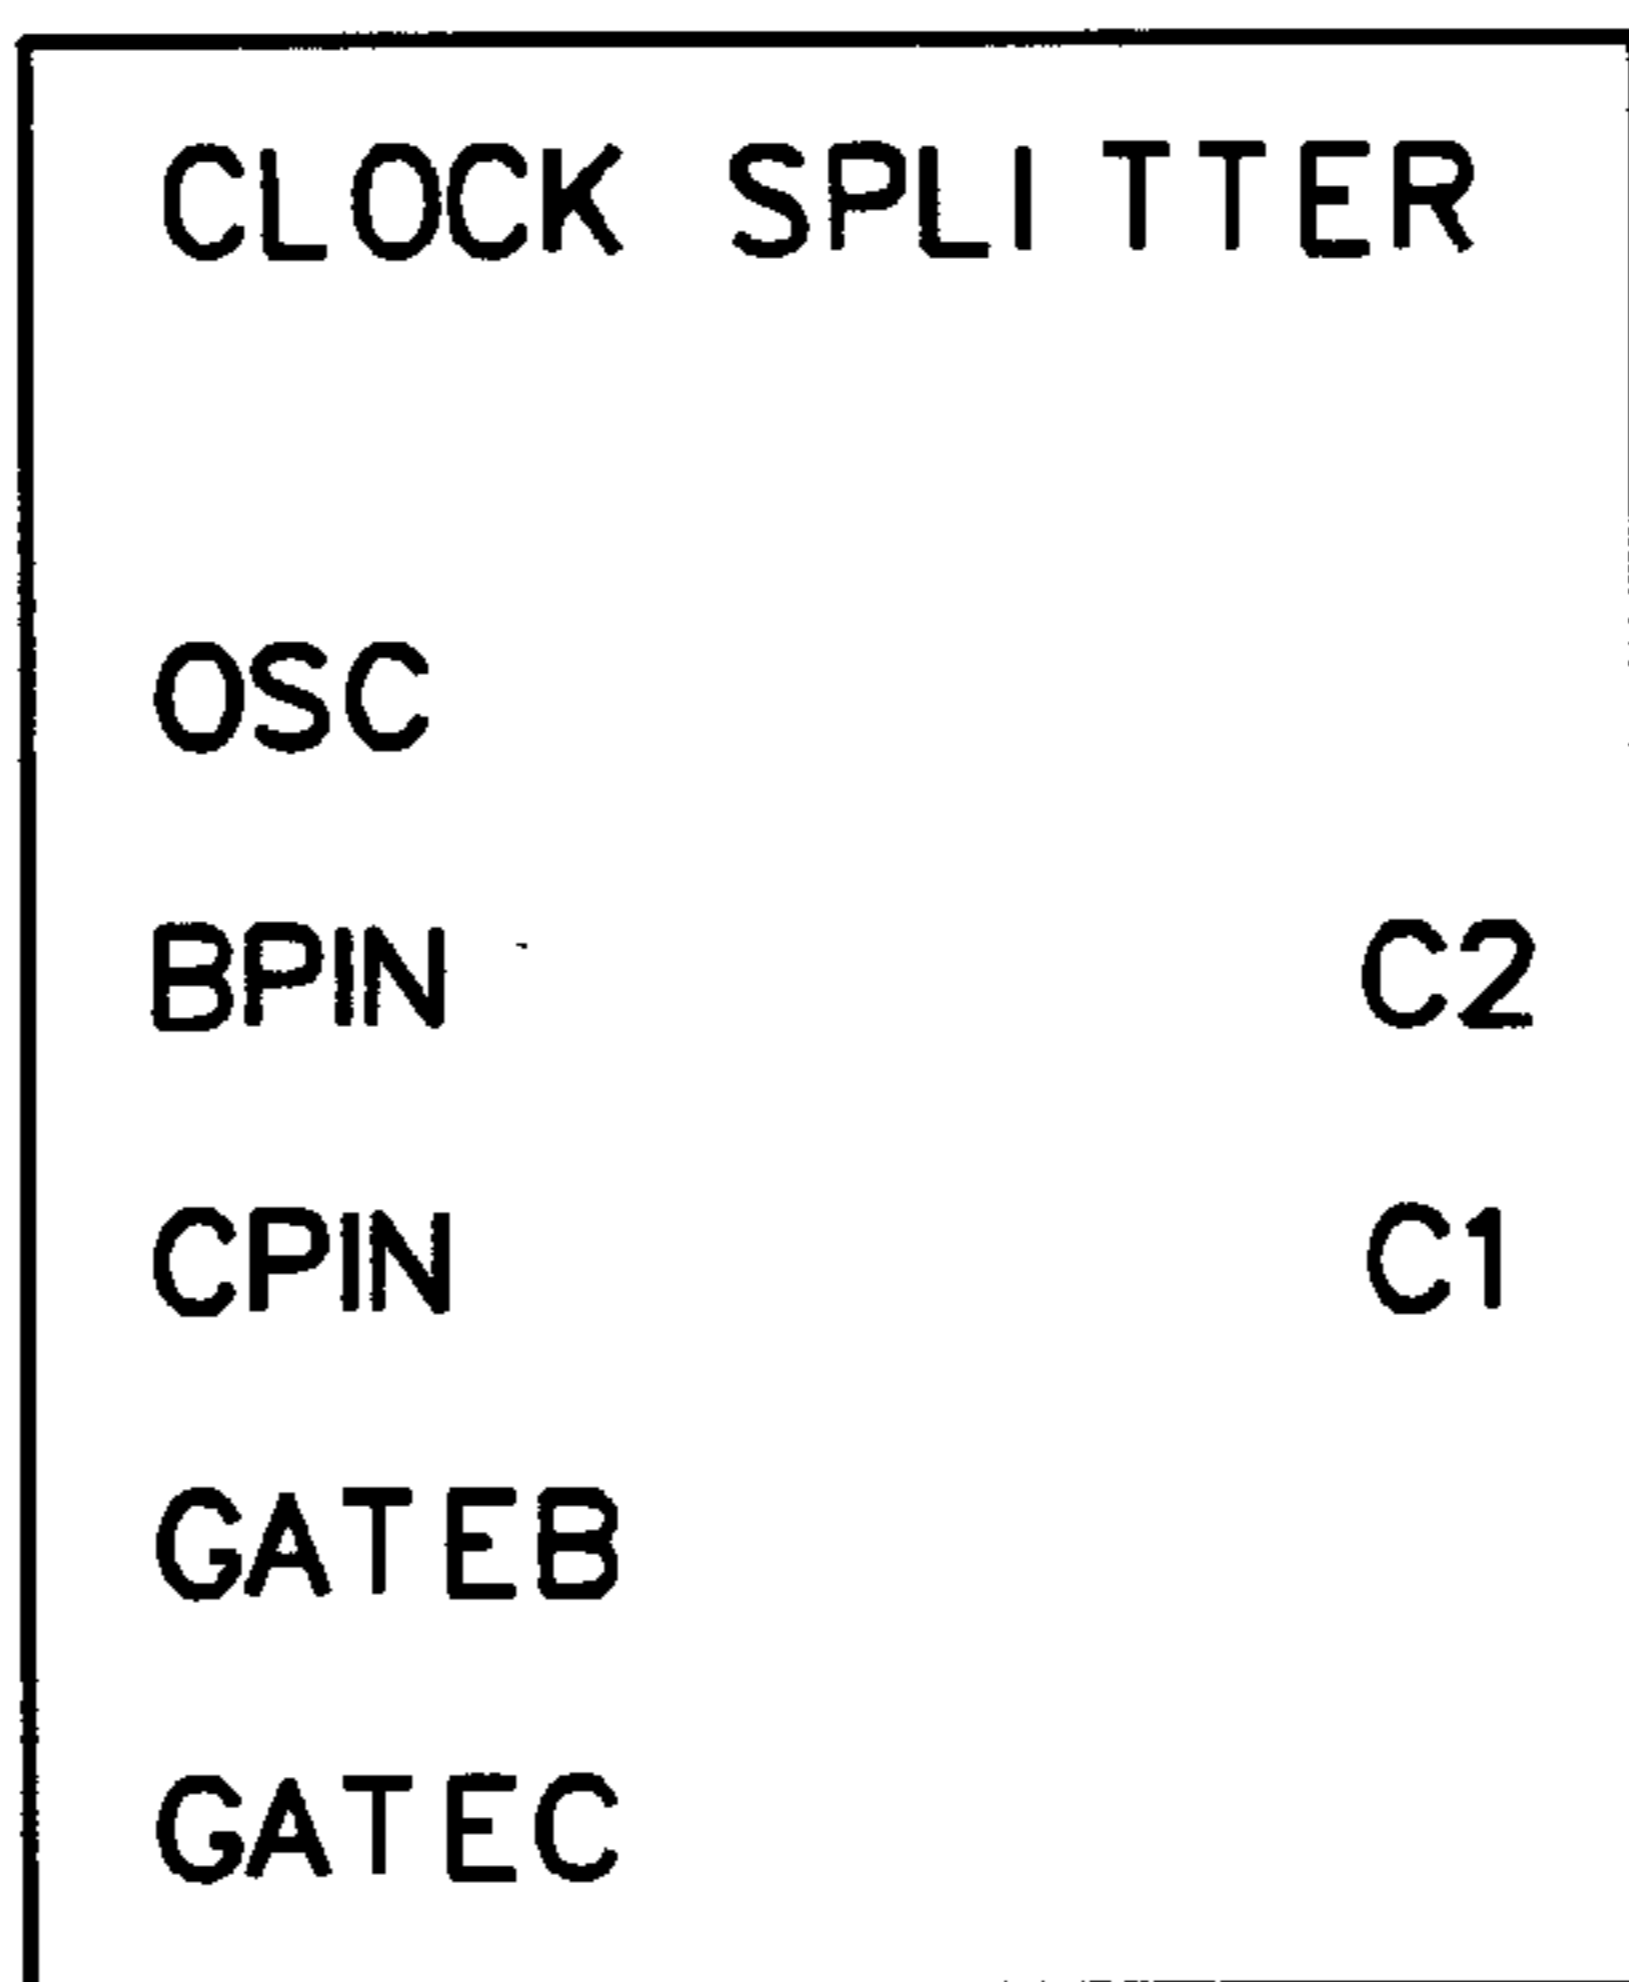 CLOCK SPLITTER
OSC
BPIN C2
CPIN C1
GATEB
GATEC